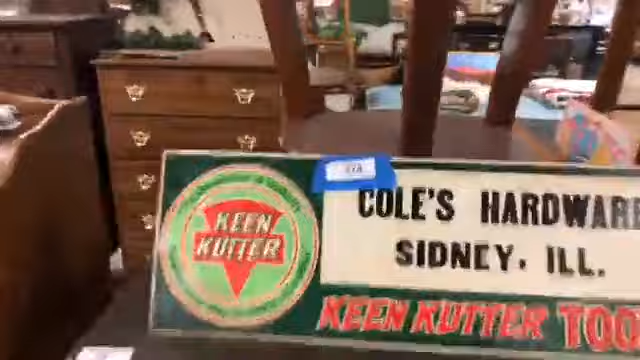 KEEN
KUTTER
COLE'S HARDWARE
SIDNEY, ILL.
KEEN KUTTER TOO